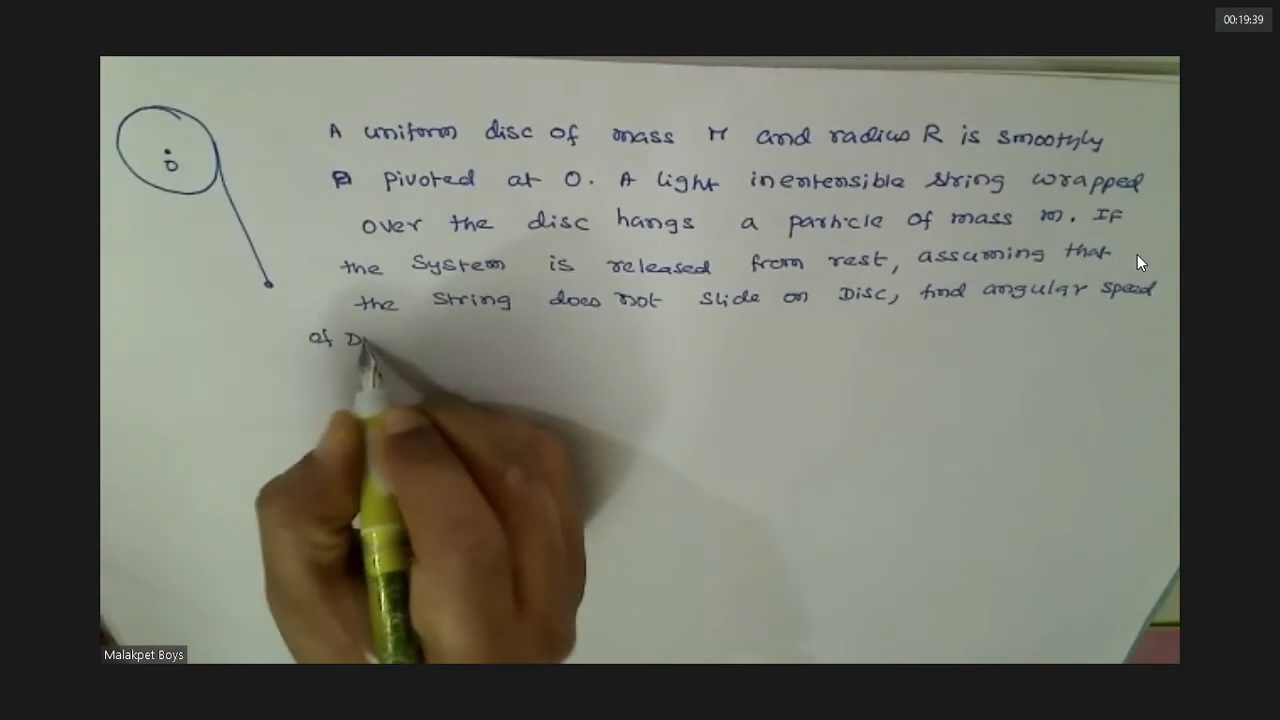 00:19:39
A uniform disc of mass M and radius R is smoothly
pivoted at O. A light inentensible string wrapped
over the disc hangs a particle of mass m. IF
the system is released from rest, assuming that
the string does not slide on Disc, find angular speed
of D
O
Malakpet Boys